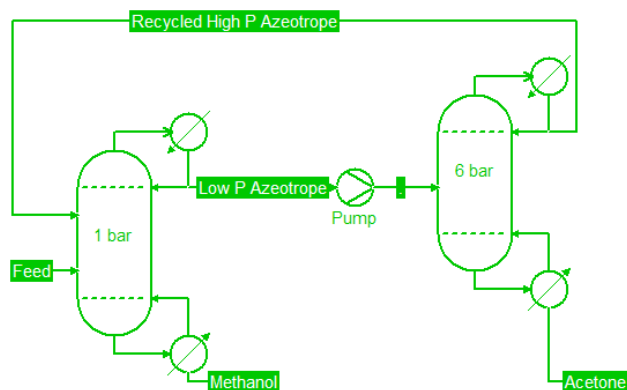 Recycled High P Azeotrope
6 bar
Low P Azeotrope
.
Pump
1 bar
Feed
Methanol
Acetone